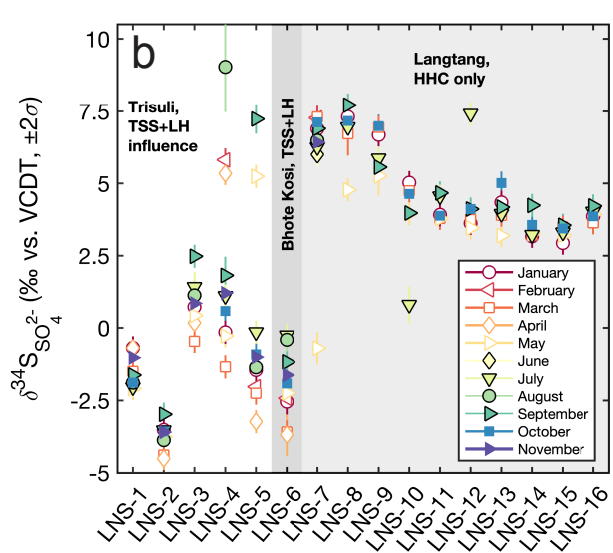 b
10
7.5
5
2.5
0
-2.5
-5
δ³⁴S SO₄²⁻ (‰ vs. VCDT, ±2σ)
Trisuli,
TSS+LH
influence
Bhote Kosi, TSS+LH
Langtang,
HHC only
January
February
March
April
May
June
July
August
September
October
November
LNS-1
LNS-2
LNS-3
LNS-4
LNS-5
LNS-6
LNS-7
LNS-8
LNS-9
LNS-10
LNS-11
LNS-12
LNS-13
LNS-14
LNS-15
LNS-16